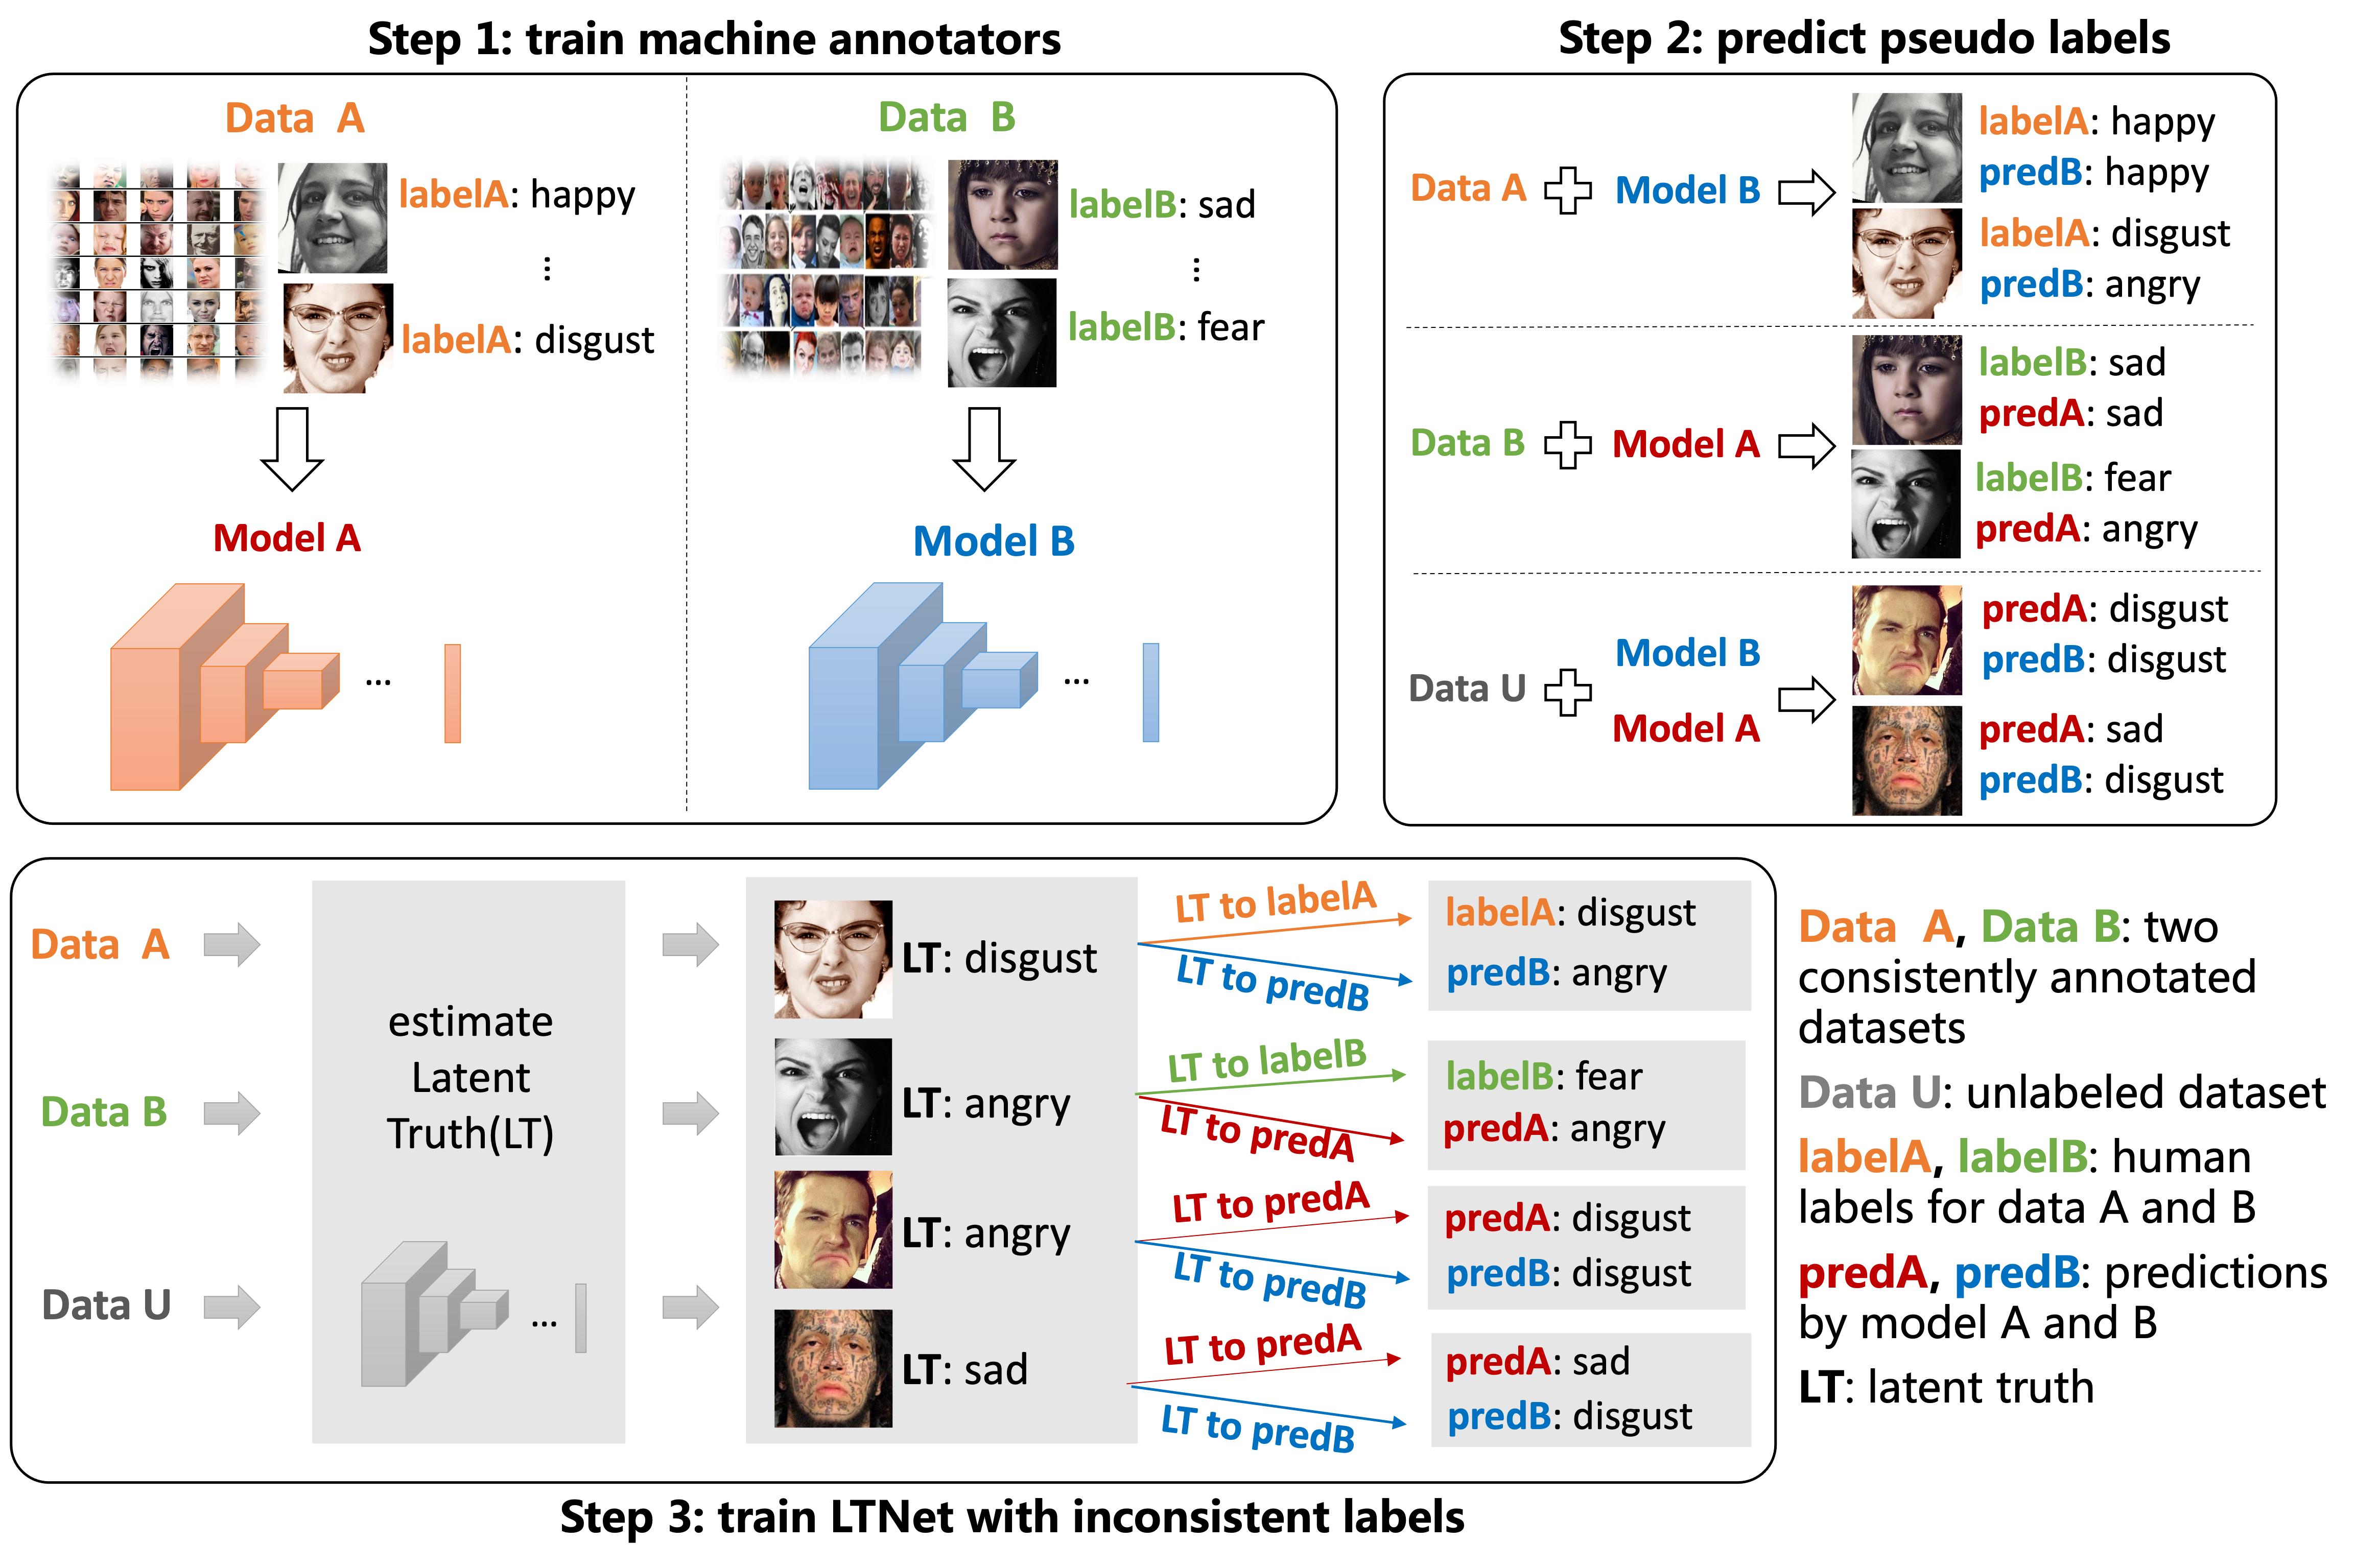 Step 1: train machine annotators
Data A
labelA: happy
...
labelA: disgust
Model A
...
Data B
labelB: sad
...
labelB: fear
Model B
...
Step 2: predict pseudo labels
Data A
Model B
labelA: happy
predB: happy
labelA: disgust
predB: angry
Data B
Model A
labelB: sad
predA: sad
labelB: fear
predA: angry
Data U
Model B
Model A
predA: disgust
predB: disgust
predA: sad
predB: disgust
Data A
Data B
Data U
estimate
Latent
Truth(LT)
...
LT: disgust
LT to labelA
LT to predB
labelA: disgust
predB: angry
LT: angry
LT to labelB
LT to predA
labelB: fear
predA: angry
LT: angry
LT to predA
LT to predB
predA: disgust
predB: disgust
LT: sad
LT to predA
LT to predB
predA: sad
predB: disgust
Step 3: train LTNet with inconsistent labels
Data A, Data B: two
consistently annotated
datasets
Data U: unlabeled dataset
labelA, labelB: human
labels for data A and B
predA, predB: predictions
by model A and B
LT: latent truth